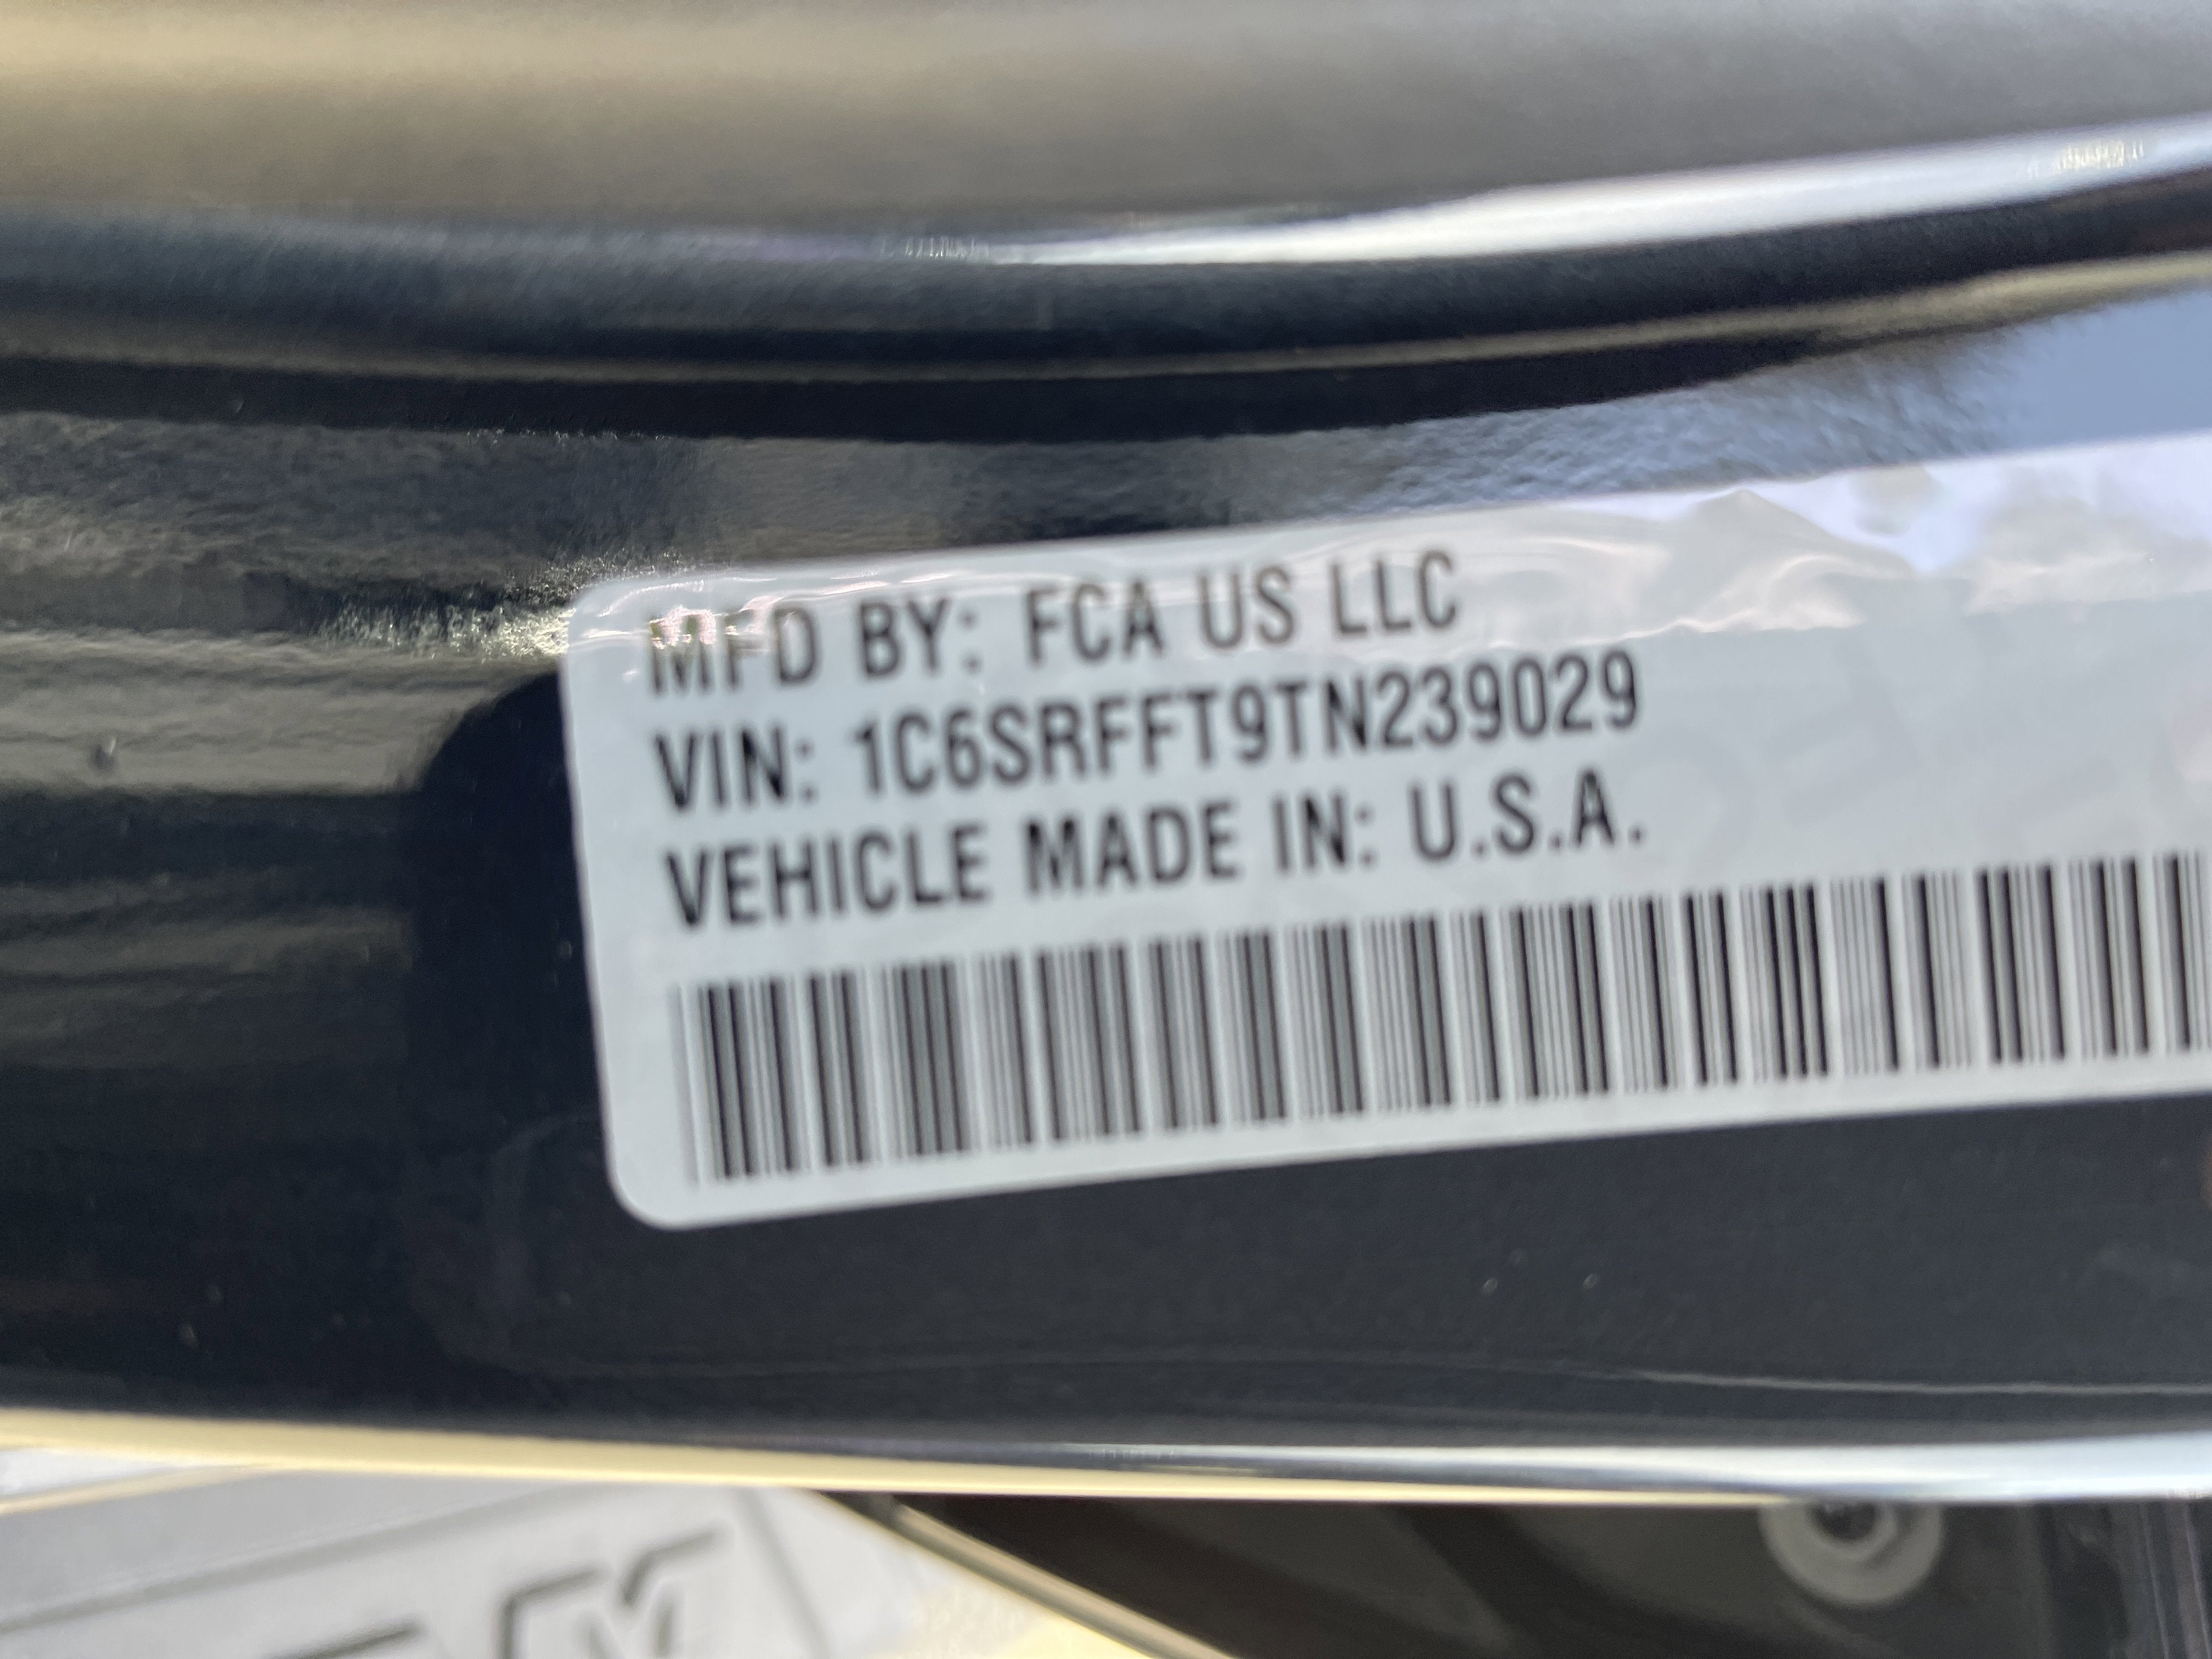 MFD BY: FCA US LLC
VIN: 1C6SRFFT9TN239029
VEHICLE MADE IN: U.S.A.